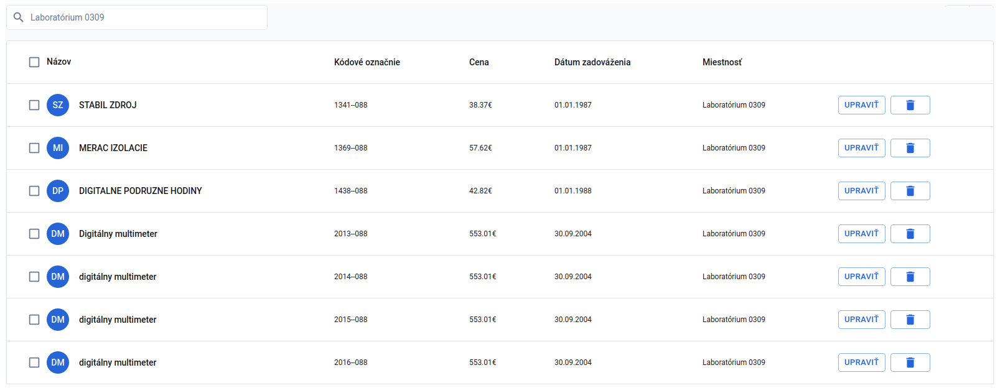 Laboratórium 0309
Názov Kódové označnie Cena Dátum zadováženia Miestnosť
SZ STABIL ZDROJ 1341--088 38.37€ 01.01.1987 Laboratórium 0309 UPRAVIŤ
MI MERAC IZOLACIE 1369--088 57.62€ 01.01.1987 Laboratórium 0309 UPRAVIŤ
DP DIGITALNE PODRUZNE HODINY 1438--088 42.82€ 01.01.1988 Laboratórium 0309 UPRAVIŤ
DM Digitálny multimeter 2013--088 553.01€ 30.09.2004 Laboratórium 0309 UPRAVIŤ
DM digitálny multimeter 2014--088 553.01€ 30.09.2004 Laboratórium 0309 UPRAVIŤ
DM digitálny multimeter 2015--088 553.01€ 30.09.2004 Laboratórium 0309 UPRAVIŤ
DM digitálny multimeter 2016--088 553.01€ 30.09.2004 Laboratórium 0309 UPRAVIŤ